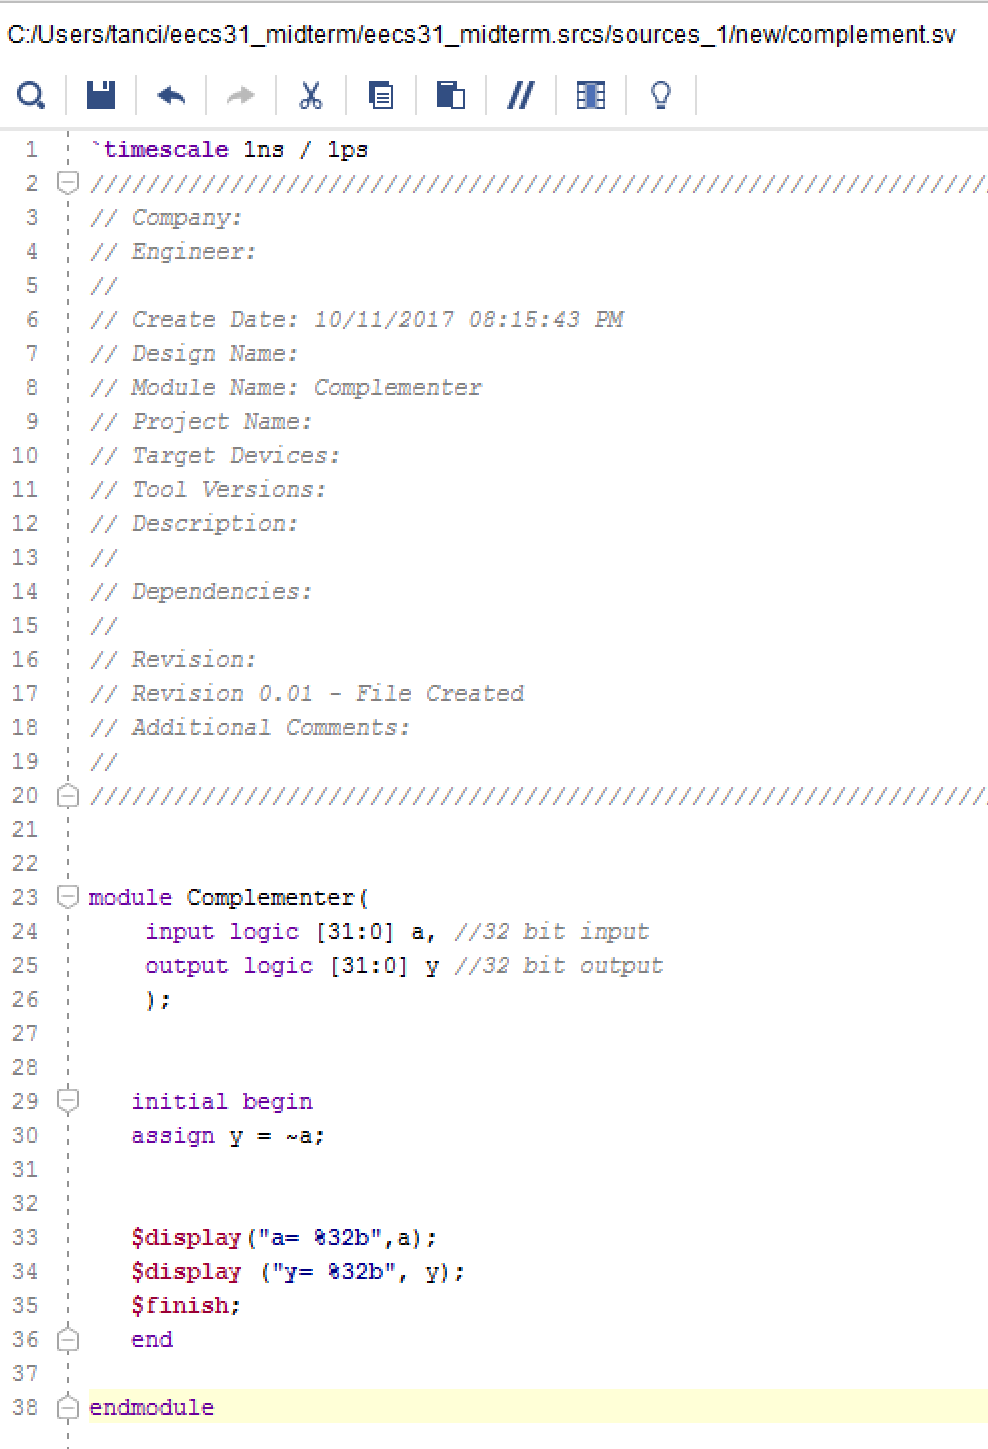 C:/Users/tanci/eecs31_midterm/eecs31_midterm.srcs/sources_1/new/complement.sv
1 `timescale 1ns / 1ps
2 ////////////////////////////////////////////////////////////////
3 // Company:
4 // Engineer:
5 //
6 // Create Date: 10/11/2017 08:15:43 PM
7 // Design Name:
8 // Module Name: Complementer
9 // Project Name:
10 // Target Devices:
11 // Tool Versions:
12 // Description:
13 //
14 // Dependencies:
15 //
16 // Revision:
17 // Revision 0.01 - File Created
18 // Additional Comments:
19 //
20 ////////////////////////////////////////////////////////////////
21
22
23 module Complementer(
24 input logic [31:0] a, //32 bit input
25 output logic [31:0] y //32 bit output
26 );
27
28
29 initial begin
30 assign y = ~a;
31
32
33 $display("a= %32b",a);
34 $display ("y= %32b", y);
35 $finish;
36 end
37
38 endmodule